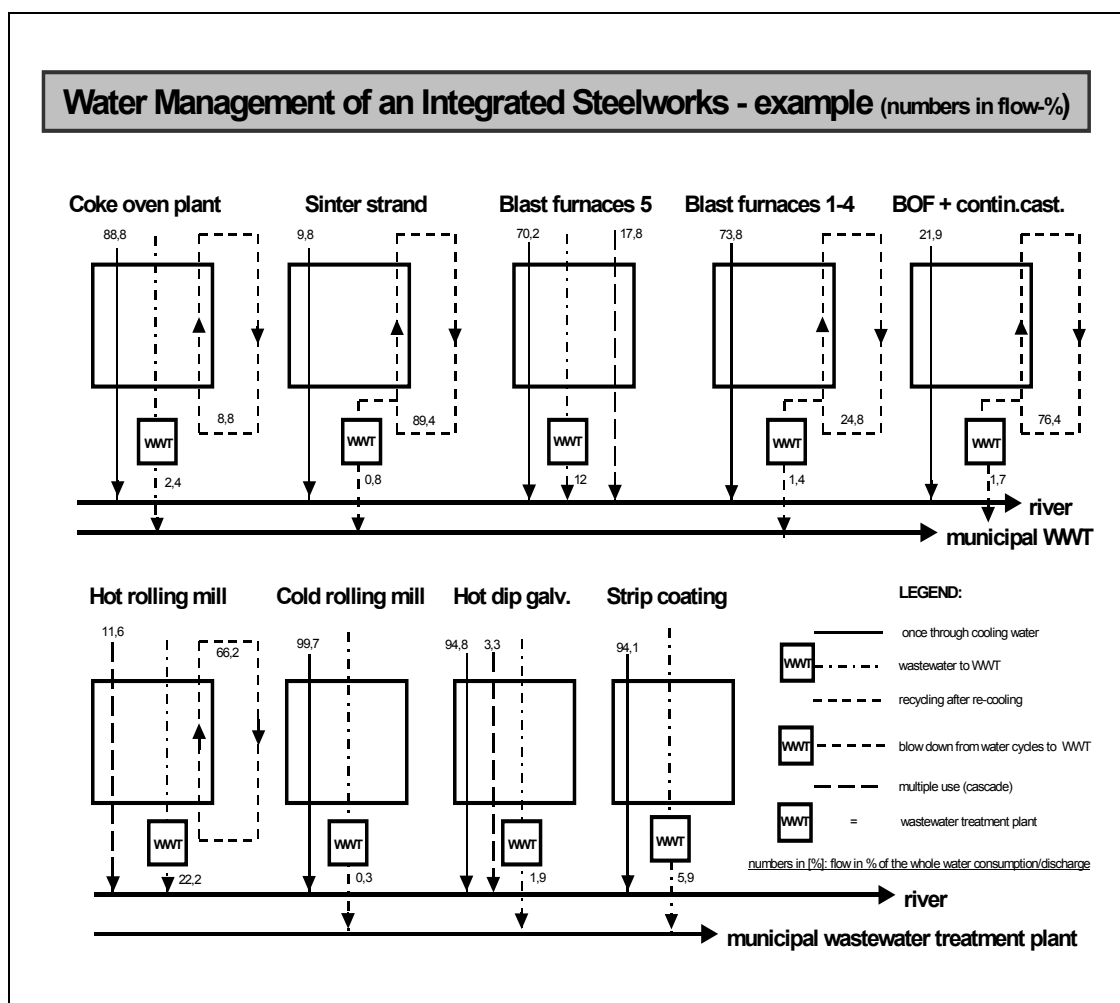 Water Management of an Integrated Steelworks - example (numbers in flow-%)
Coke oven plant
Sinter strand
Blast furnaces 5
Blast furnaces 1-4
BOF + contin.cast.
88,8
9,8
70,2
17,8
73,8
21,9
8,8
89,4
24,8
76,4
WWT
WWT
WWT
WWT
WWT
2,4
0,8
12
1,4
1,7
river
municipal WWT
Hot rolling mill
Cold rolling mill
Hot dip galv.
Strip coating
11,6
66,2
99,7
94,8
3,3
94,1
WWT
WWT
WWT
WWT
22,2
0,3
1,9
5,9
river
municipal wastewater treatment plant
LEGEND:
once through cooling water
WWT wastewater to WWT
recycling after re-cooling
WWT blow down from water cycles to WWT
multiple use (cascade)
WWT = wastewater treatment plant
numbers in [%]: flow in % of the whole water consumption/discharge